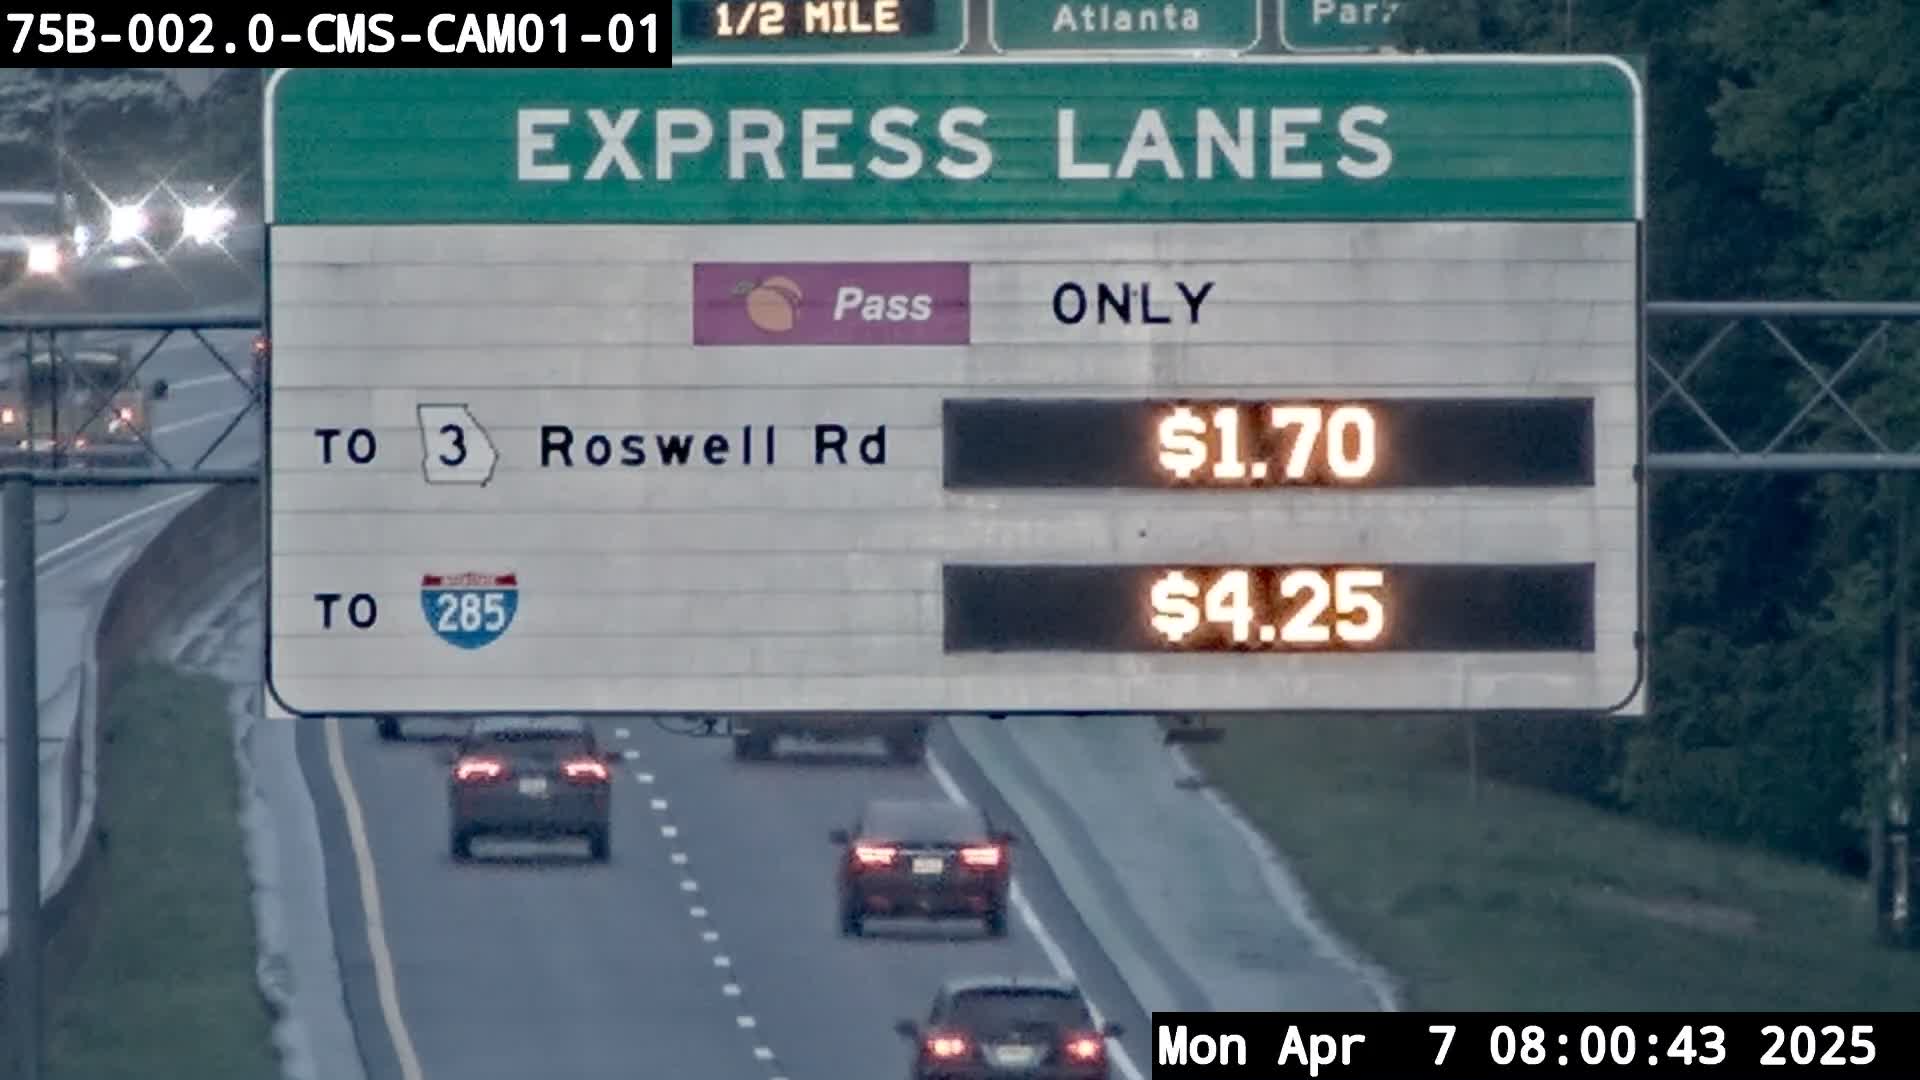 75B-002.0-CMS-CAM01-01
1/2 MILE
Atlanta
EXPRESS LANES
Pass ONLY
TO 3 Roswell Rd $1.70
TO 285 $4.25
Mon Apr 7 08:00:43 2025